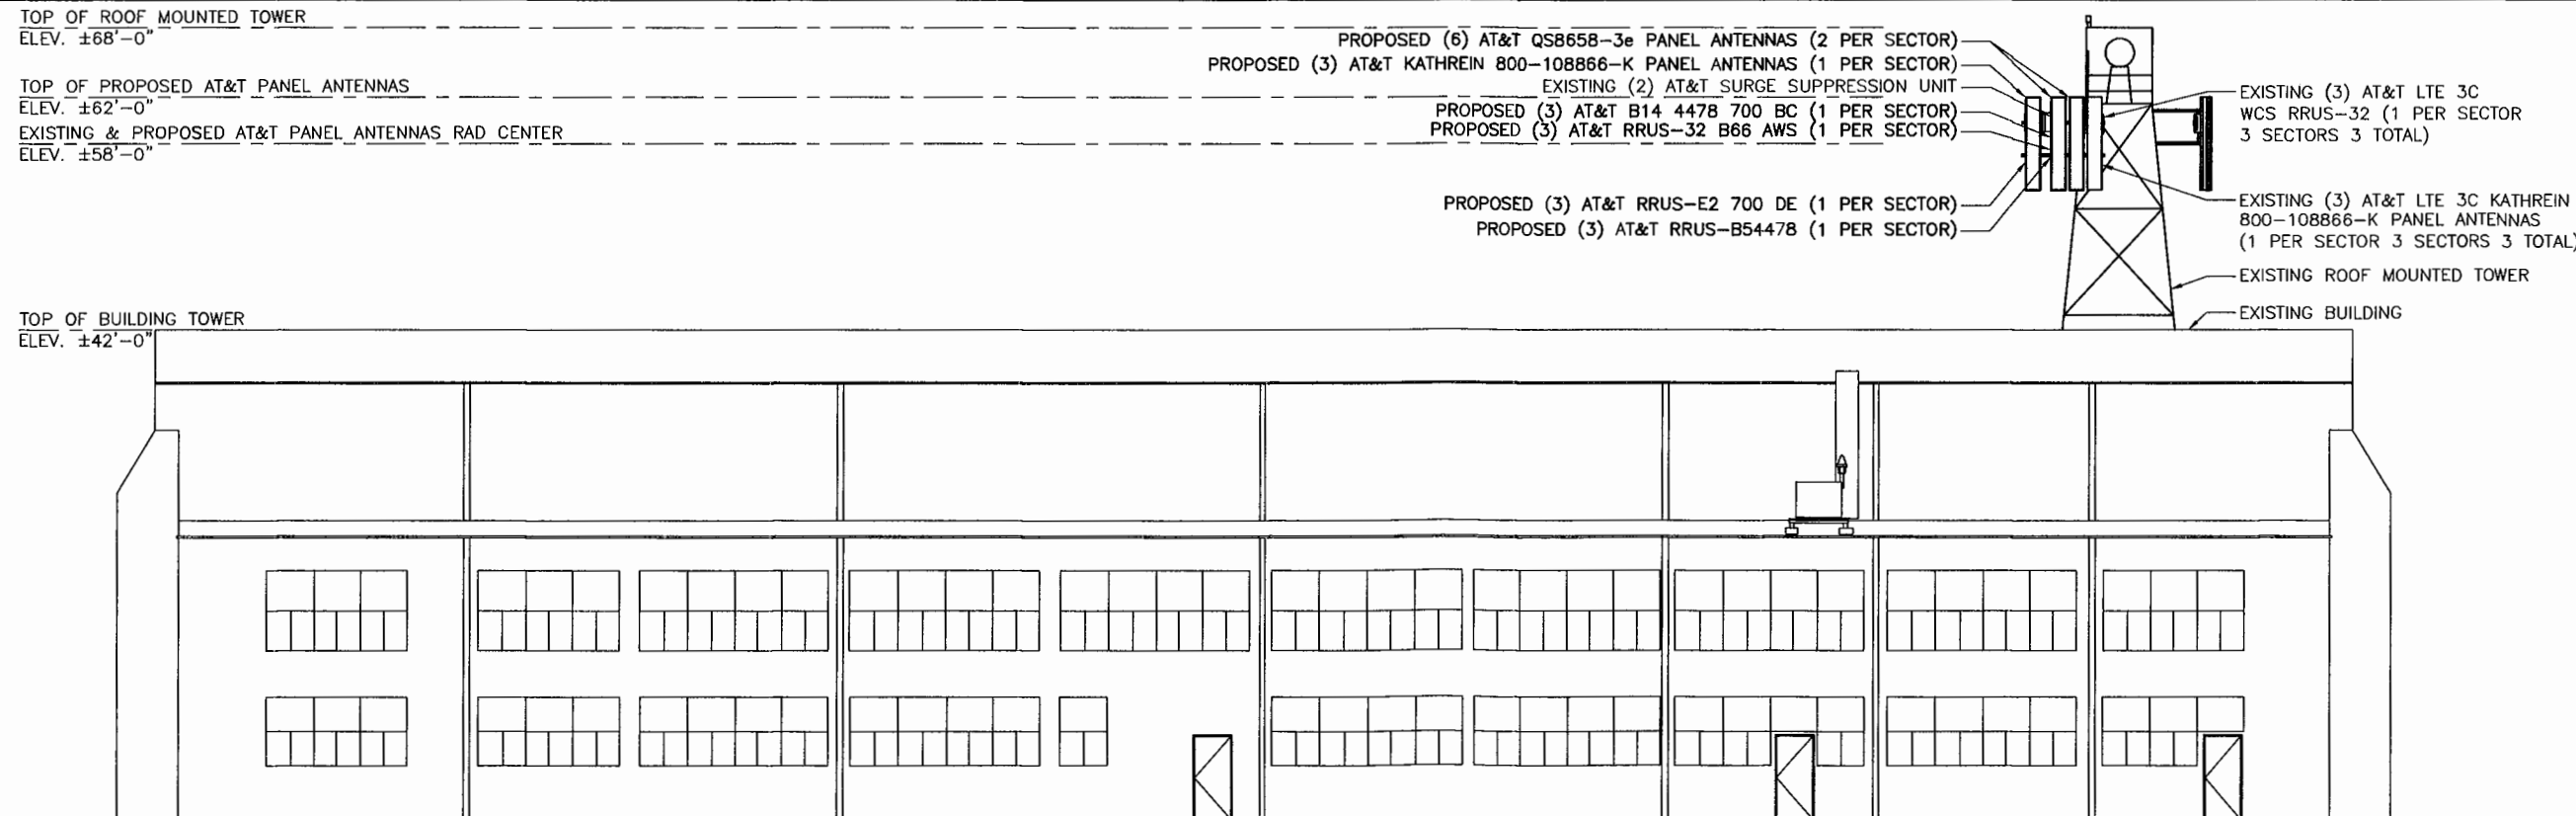 TOP OF ROOF MOUNTED TOWER
ELEV. ±68'-0"
TOP OF PROPOSED AT&T PANEL ANTENNAS
ELEV. ±62'-0"
EXISTING & PROPOSED AT&T PANEL ANTENNAS RAD CENTER
ELEV. ±58'-0"
TOP OF BUILDING TOWER
ELEV. ±42'-0"
PROPOSED (6) AT&T QS8658-3e PANEL ANTENNAS (2 PER SECTOR)
PROPOSED (3) AT&T KATHREIN 800-108866-K PANEL ANTENNAS (1 PER SECTOR)
EXISTING (2) AT&T SURGE SUPPRESSION UNIT
PROPOSED (3) AT&T B14 4478 700 BC (1 PER SECTOR)
PROPOSED (3) AT&T RRUS-32 B66 AWS (1 PER SECTOR)
PROPOSED (3) AT&T RRUS-E2 700 DE (1 PER SECTOR)
PROPOSED (3) AT&T RRUS-B54478 (1 PER SECTOR)
EXISTING (3) AT&T LTE 3C
WCS RRUS-32 (1 PER SECTOR
3 SECTORS 3 TOTAL)
EXISTING (3) AT&T LTE 3C KATHREIN
800-108866-K PANEL ANTENNAS
(1 PER SECTOR 3 SECTORS 3 TOTAL)
EXISTING ROOF MOUNTED TOWER
EXISTING BUILDING